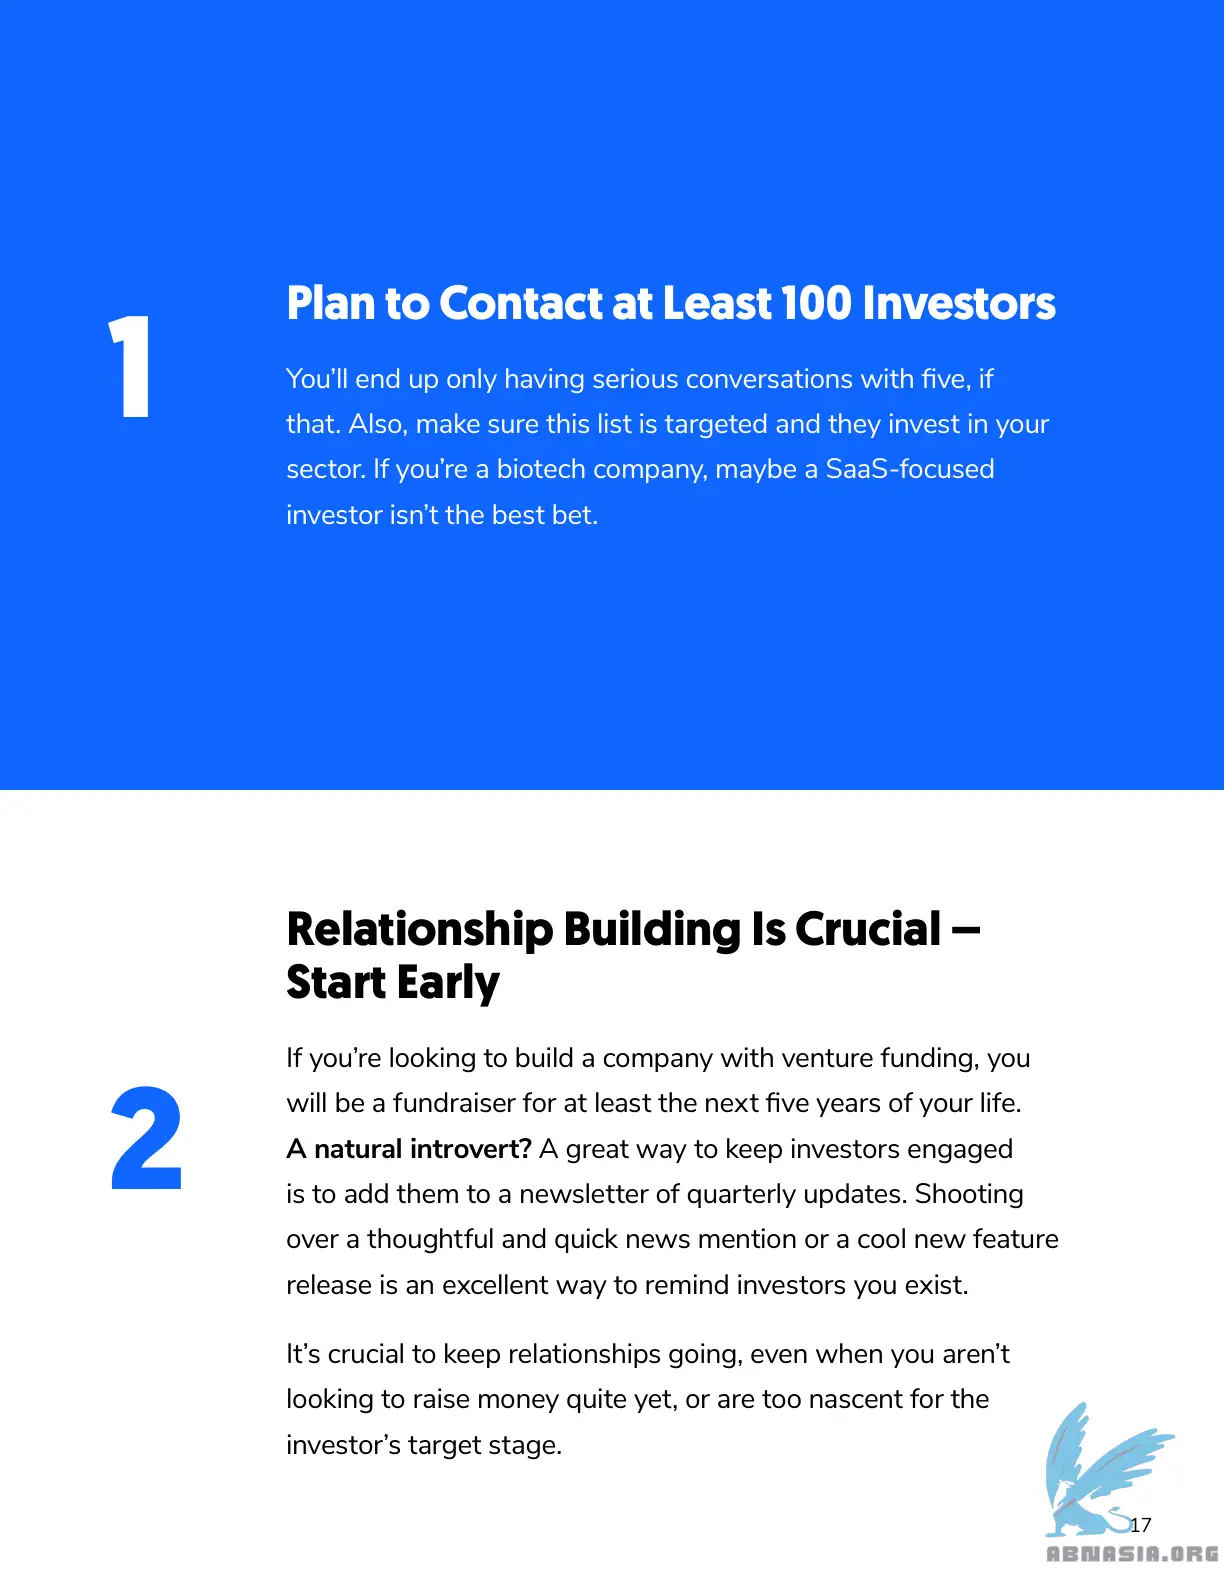 1
Plan to Contact at Least 100 Investors
You’ll end up only having serious conversations with five, if
that. Also, make sure this list is targeted and they invest in your
sector. If you’re a biotech company, maybe a SaaS-focused
investor isn’t the best bet.
2
Relationship Building Is Crucial –
Start Early
If you’re looking to build a company with venture funding, you
will be a fundraiser for at least the next five years of your life.
A natural introvert? A great way to keep investors engaged
is to add them to a newsletter of quarterly updates. Shooting
over a thoughtful and quick news mention or a cool new feature
release is an excellent way to remind investors you exist.
It’s crucial to keep relationships going, even when you aren’t
looking to raise money quite yet, or are too nascent for the
investor’s target stage.
17
ABNASIA.ORG